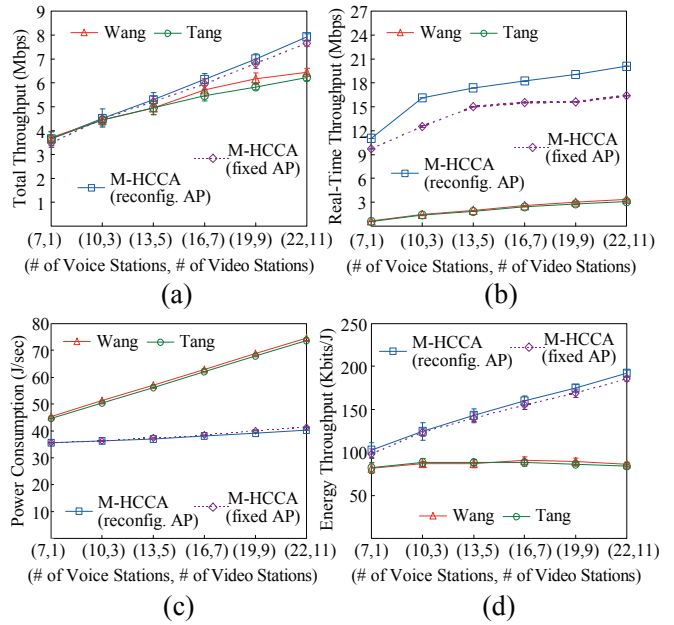 Total Throughput (Mbps)
9
8
7
6
5
4
3
2
1
Wang
Tang
M-HCCA
(fixed AP)
M-HCCA
(reconfig. AP)
(7,1)
(10,3)
(13,5)
(16,7)
(19,9)
(22,11)
(# of Voice Stations, # of Video Stations)
(a)
Real-Time Throughput (Mbps)
27
24
21
18
15
12
9
6
3
Wang
Tang
M-HCCA
(fixed AP)
M-HCCA
(reconfig. AP)
(7,1)
(10,3)
(13,5)
(16,7)
(19,9)
(22,11)
(# of Voice Stations, # of Video Stations)
(b)
Power Consumption (J/sec)
80
70
60
50
40
30
20
10
Wang
Tang
M-HCCA
(reconfig. AP)
M-HCCA
(fixed AP)
(7,1)
(10,3)
(13,5)
(16,7)
(19,9)
(22,11)
(# of Voice Stations, # of Video Stations)
(c)
Energy Throughput (Kbits/J)
250
200
150
100
50
M-HCCA
(reconfig. AP)
M-HCCA
(fixed AP)
Wang
Tang
(7,1)
(10,3)
(13,5)
(16,7)
(19,9)
(22,11)
(# of Voice Stations, # of Video Stations)
(d)